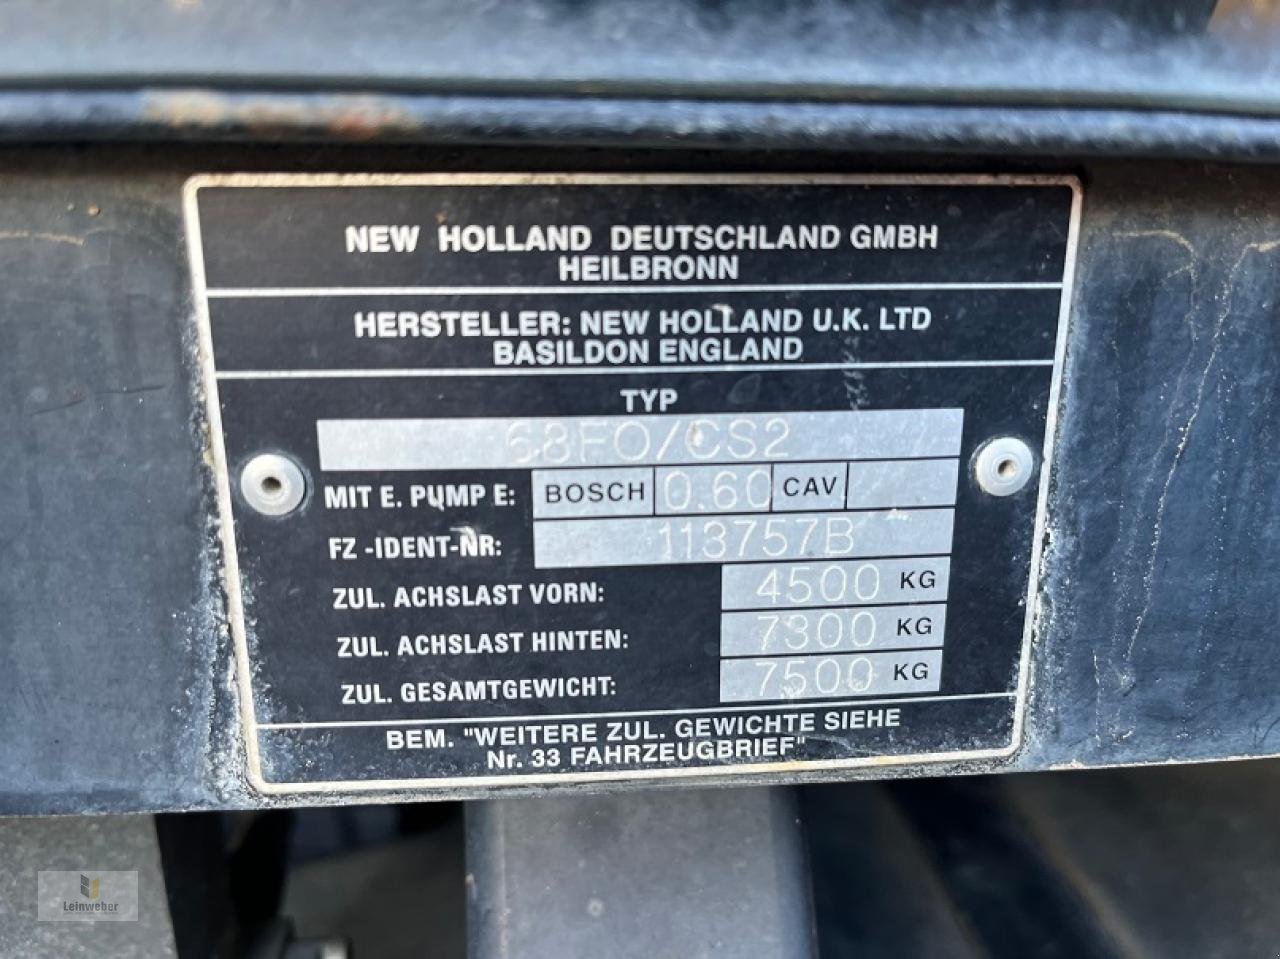 NEW HOLLAND DEUTSCHLAND GMBH
HEILBRONN
HERSTELLER: NEW HOLLAND U.K. LTD
BASILDON ENGLAND
TYP
68FO/CS2
MIT E. PUMP E: BOSCH 0.60 CAV
FZ -IDENT-NR: 113757B
ZUL. ACHSLAST VORN: 4500 KG
ZUL. ACHSLAST HINTEN: 7300 KG
ZUL. GESAMTGEWICHT: 7500 KG
BEM. "WEITERE ZUL. GEWICHTE SIEHE
Nr. 33 FAHRZEUGBRIEF"
Leinweber